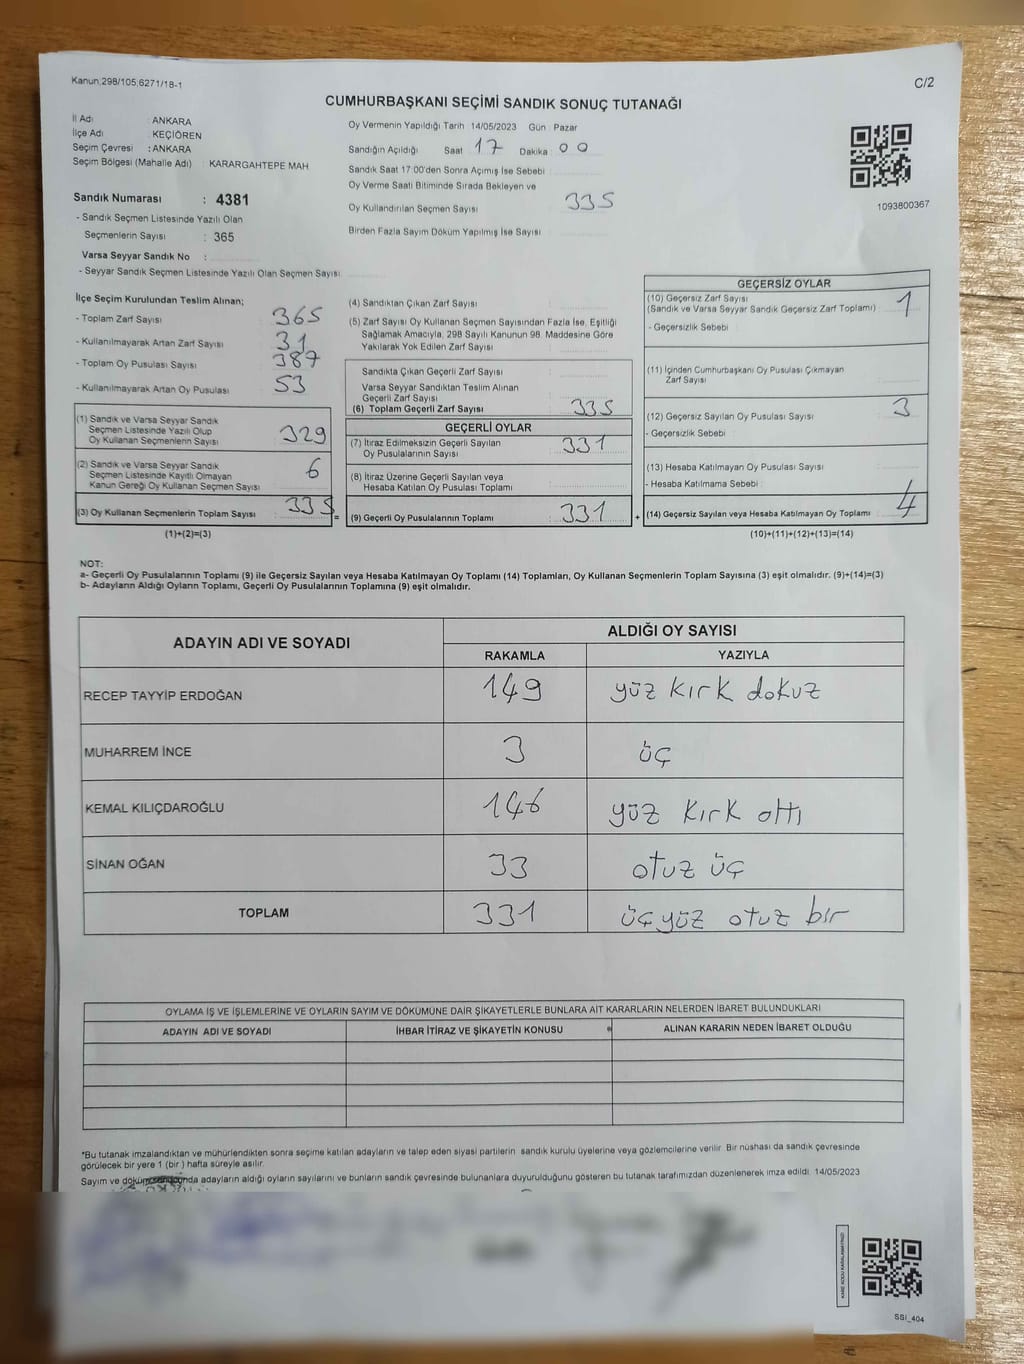 Kanun;298/105;6271/18-1
C/2
CUMHURBAŞKANI SEÇİMİ SANDIK SONUÇ TUTANAĞI
İl Adı : ANKARA
İlçe Adı : KEÇİÖREN
Seçim Çevresi : ANKARA
Seçim Bölgesi (Mahalle Adı) : KARARGAHTEPE MAH
Sandık Numarası : 4381
- Sandık Seçmen Listesinde Yazılı Olan
Seçmenlerin Sayısı : 365
Varsa Seyyar Sandık No :
- Seyyar Sandık Seçmen Listesinde Yazılı Olan Seçmen Sayısı
Oy Vermenin Yapıldığı Tarih 14/05/2023 Gün Pazar
Sandığın Açıldığı Saat 17 Dakika 00
Sandık Saat 17:00'den Sonra Açımış İse Sebebi
Oy Verme Saati Bitiminde Sırada Bekleyen ve
Oy Kullandırılan Seçmen Sayısı 335
Birden Fazla Sayım Döküm Yapılmış İse Sayısı
1093800367
İlçe Seçim Kurulundan Teslim Alınan;
- Toplam Zarf Sayısı 365
- Kullanılmayarak Artan Zarf Sayısı 31
- Toplam Oy Pusulası Sayısı 387
- Kullanılmayarak Artan Oy Pusulası 53
(1) Sandık ve Varsa Seyyar Sandık
Seçmen Listesinde Yazılı Olup
Oy Kullanan Seçmenlerin Sayısı 329
(2) Sandık ve Varsa Seyyar Sandık
Seçmen Listesinde Kayıtlı Olmayan
Kanun Gereği Oy Kullanan Seçmen Sayısı 6
(3) Oy Kullanan Seçmenlerin Toplam Sayısı 335 =
(1)+(2)=(3)
(4) Sandıktan Çıkan Zarf Sayısı
(5) Zarf Sayısı Oy Kullanan Seçmen Sayısından Fazla İse, Eşitliği
Sağlamak Amacıyla, 298 Sayılı Kanunun 98. Maddesine Göre
Yakılarak Yok Edilen Zarf Sayısı
Sandıkta Çıkan Geçerli Zarf Sayısı
Varsa Seyyar Sandıktan Teslim Alınan
Geçerli Zarf Sayısı
(6) Toplam Geçerli Zarf Sayısı 335
GEÇERLİ OYLAR
(7) İtiraz Edilmeksizin Geçerli Sayılan
Oy Pusulalarının Sayısı 331
(8) İtiraz Üzerine Geçerli Sayılan veya
Hesaba Katılan Oy Pusulası Toplamı
(9) Geçerli Oy Pusulalarının Toplamı 331 +
GEÇERSİZ OYLAR
(10) Geçersiz Zarf Sayısı
(Sandık ve Varsa Seyyar Sandık Geçersiz Zarf Toplamı) 1
- Geçersizlik Sebebi
(11) İçinden Cumhurbaşkanı Oy Pusulası Çıkmayan
Zarf Sayısı
(12) Geçersiz Sayılan Oy Pusulası Sayısı 3
- Geçersizlik Sebebi
(13) Hesaba Katılmayan Oy Pusulası Sayısı
- Hesaba Katılmama Sebebi
(14) Geçersiz Sayılan veya Hesaba Katılmayan Oy Toplamı 4
(10)+(11)+(12)+(13)=(14)
NOT:
a- Geçerli Oy Pusulalarının Toplamı (9) ile Geçersiz Sayılan veya Hesaba Katılmayan Oy Toplamı (14) Toplamları, Oy Kullanan Seçmenlerin Toplam Sayısına (3) eşit olmalıdır. (9)+(14)=(3)
b- Adayların Aldığı Oyların Toplamı, Geçerli Oy Pusulalarının Toplamına (9) eşit olmalıdır.
ADAYIN ADI VE SOYADI
ALDIĞI OY SAYISI
RAKAMLA YAZIYLA
RECEP TAYYİP ERDOĞAN 149 yüz kırk dokuz
MUHARREM İNCE 3 üç
KEMAL KILIÇDAROĞLU 146 yüz kırk altı
SİNAN OĞAN 33 otuz üç
TOPLAM 331 üçyüz otuz bir
OYLAMA İŞ VE İŞLEMLERİNE VE OYLARIN SAYIM VE DÖKÜMÜNE DAİR ŞİKAYETLERLE BUNLARA AİT KARARLARIN NELERDEN İBARET BULUNDUKLARI
ADAYIN ADI VE SOYADI İHBAR İTİRAZ VE ŞİKAYETİN KONUSU ALINAN KARARIN NEDEN İBARET OLDUĞU
*Bu tutanak imzalandıktan ve mühürlendikten sonra seçime katılan adayların ve talep eden siyasi partilerin sandık kurulu üyelerine veya gözlemcilerine verilir. Bir nüshası da sandık çevresinde
görülecek bir yere 1 (bir) hafta süreyle asılır.
Sayım ve dökümü sonunda adayların aldığı oyların sayılarını ve bunların sandık çevresinde bulunanlara duyurulduğunu gösteren bu tutanak tarafımızdan düzenlenerek imza edildi. 14/05/2023
KARE KODU KARALAMAYINIZ!
SSI_404